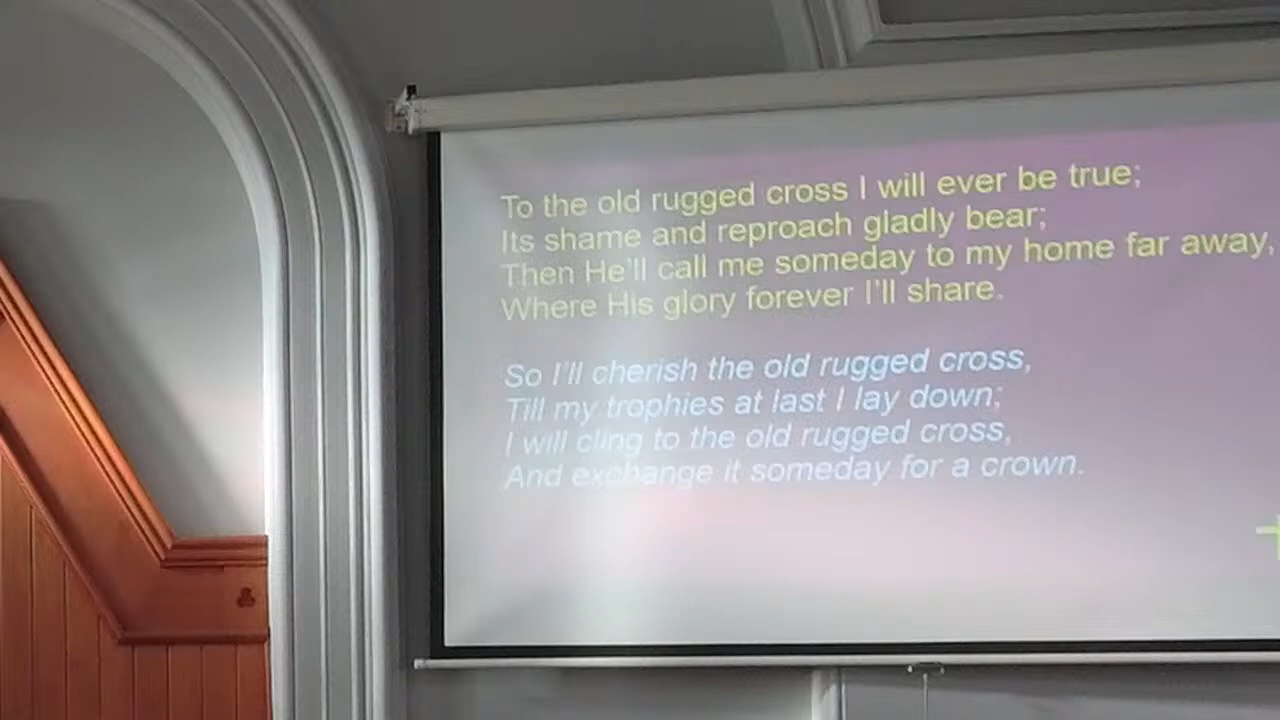 To the old rugged cross I will ever be true;
Its shame and reproach gladly bear;
Then He'll call me someday to my home far away,
Where His glory forever I'll share.
So I'll cherish the old rugged cross,
Till my trophies at last I lay down;
I will cling to the old rugged cross,
And exchange it someday for a crown.